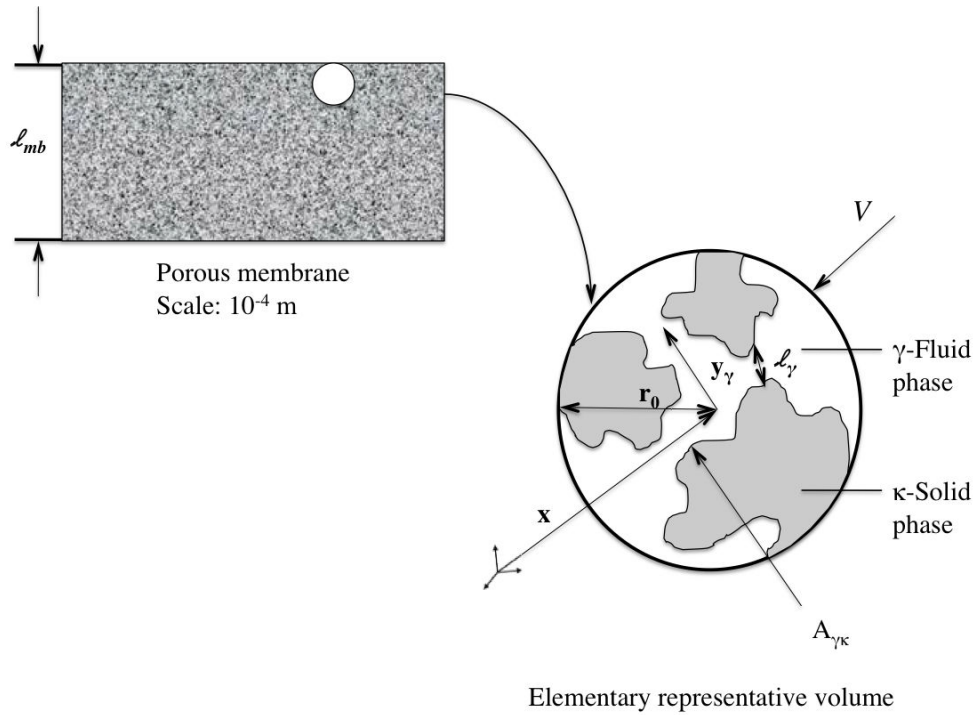 ℓmb
Porous membrane
Scale: 10⁻⁴ m
V
γ-Fluid
phase
ℓγ
yγ
r0
κ-Solid
phase
x
Aγκ
Elementary representative volume